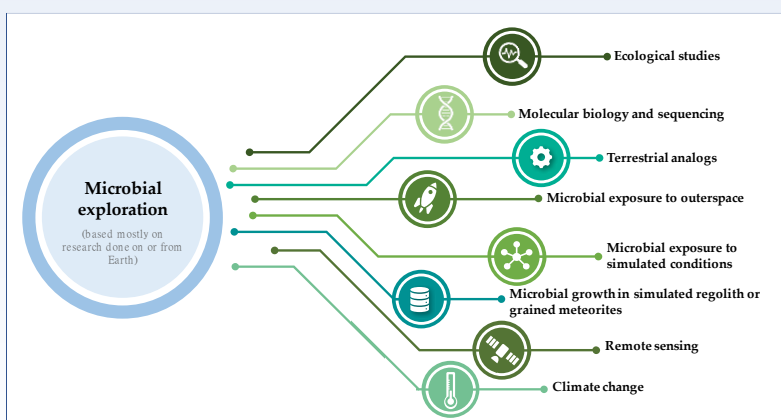 Microbial
exploration
(based mostly on
research done on or from
Earth)
Ecological studies
Molecular biology and sequencing
Terrestrial analogs
Microbial exposure to outerspace
Microbial exposure to
simulated conditions
Microbial growth in simulated regolith or
grained meteorites
Remote sensing
Climate change